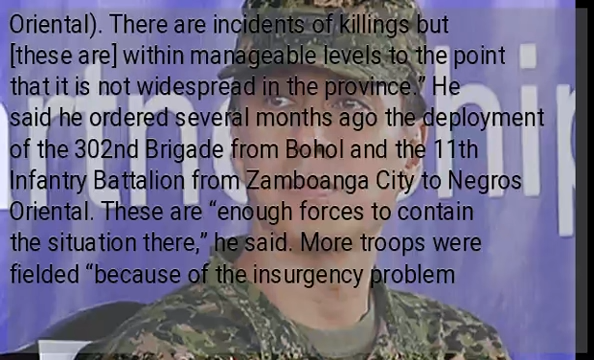 Oriental). There are incidents of killings but
[these are] within manageable levels to the point
that it is not widespread in the province.” He
said he ordered several months ago the deployment
of the 302nd Brigade from Bohol and the 11th
Infantry Battalion from Zamboanga City to Negros
Oriental. These are “enough forces to contain
the situation there,” he said. More troops were
fielded “because of the insurgency problem